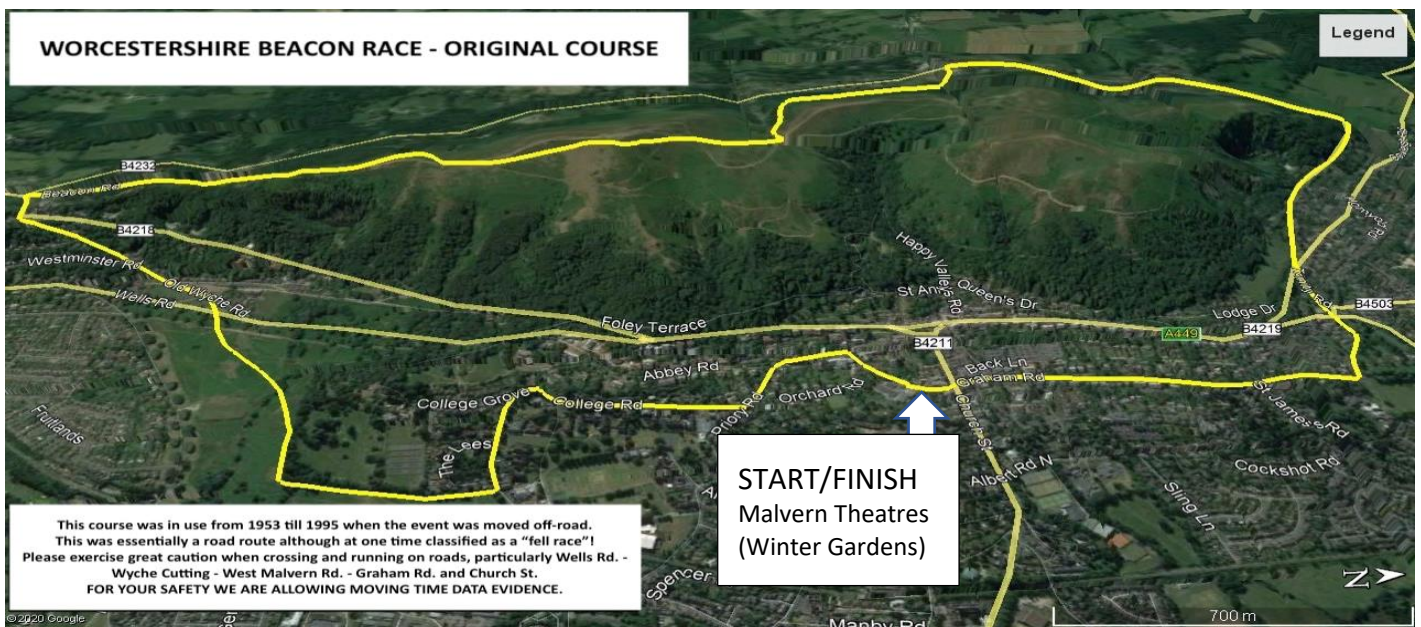 WORCESTERSHIRE BEACON RACE - ORIGINAL COURSE
Legend
B4232
Beacon Rd
B4218
Westminster Rd
Old Wyche Rd
Wells Rd
Foley Terrace
Happy Valley
St Ann's Rd
Queen's Dr
Lodge Dr
B4503
A449
B4219
B4211
Back Ln
Graham Rd
Abbey Rd
Orchard Rd
College Grove
College Rd
Priory Rd
Church St
St James's Rd
The Lees
Fruitlands
Albert Rd N
Cockshot Rd
Sling Ln
START/FINISH
Malvern Theatres
(Winter Gardens)
This course was in use from 1953 till 1995 when the event was moved off-road.
This was essentially a road route although at one time classified as a “fell race”!
Please exercise great caution when crossing and running on roads, particularly Wells Rd. -
Wyche Cutting - West Malvern Rd. - Graham Rd. and Church St.
FOR YOUR SAFETY WE ARE ALLOWING MOVING TIME DATA EVIDENCE.
Spencer
Manby Rd
N
700 m
©2020 Google